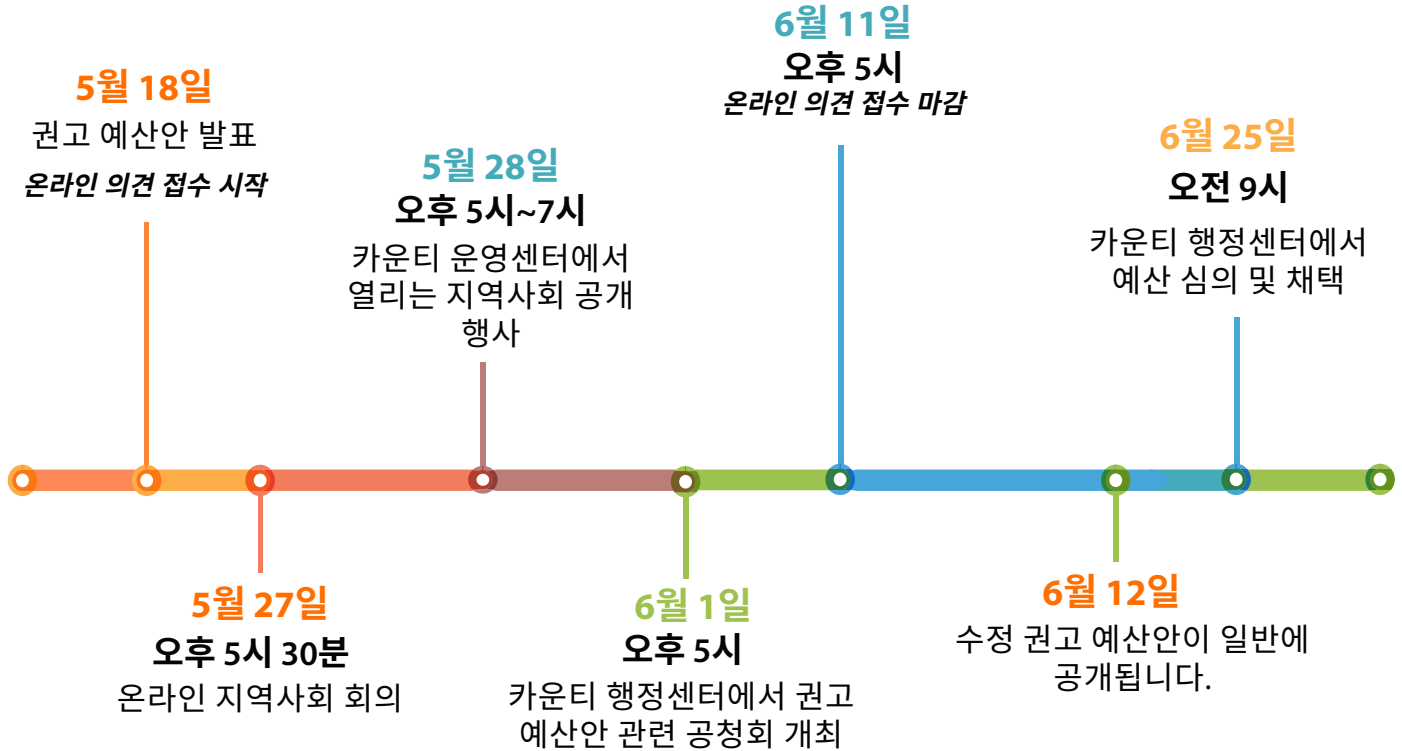 5월 18일
권고 예산안 발표
온라인 의견 접수 시작
5월 27일
오후 5시 30분
온라인 지역사회 회의
5월 28일
오후 5시~7시
카운티 운영센터에서
열리는 지역사회 공개
행사
6월 1일
오후 5시
카운티 행정센터에서 권고
예산안 관련 공청회 개최
6월 11일
오후 5시
온라인 의견 접수 마감
6월 12일
수정 권고 예산안이 일반에
공개됩니다.
6월 25일
오전 9시
카운티 행정센터에서
예산 심의 및 채택